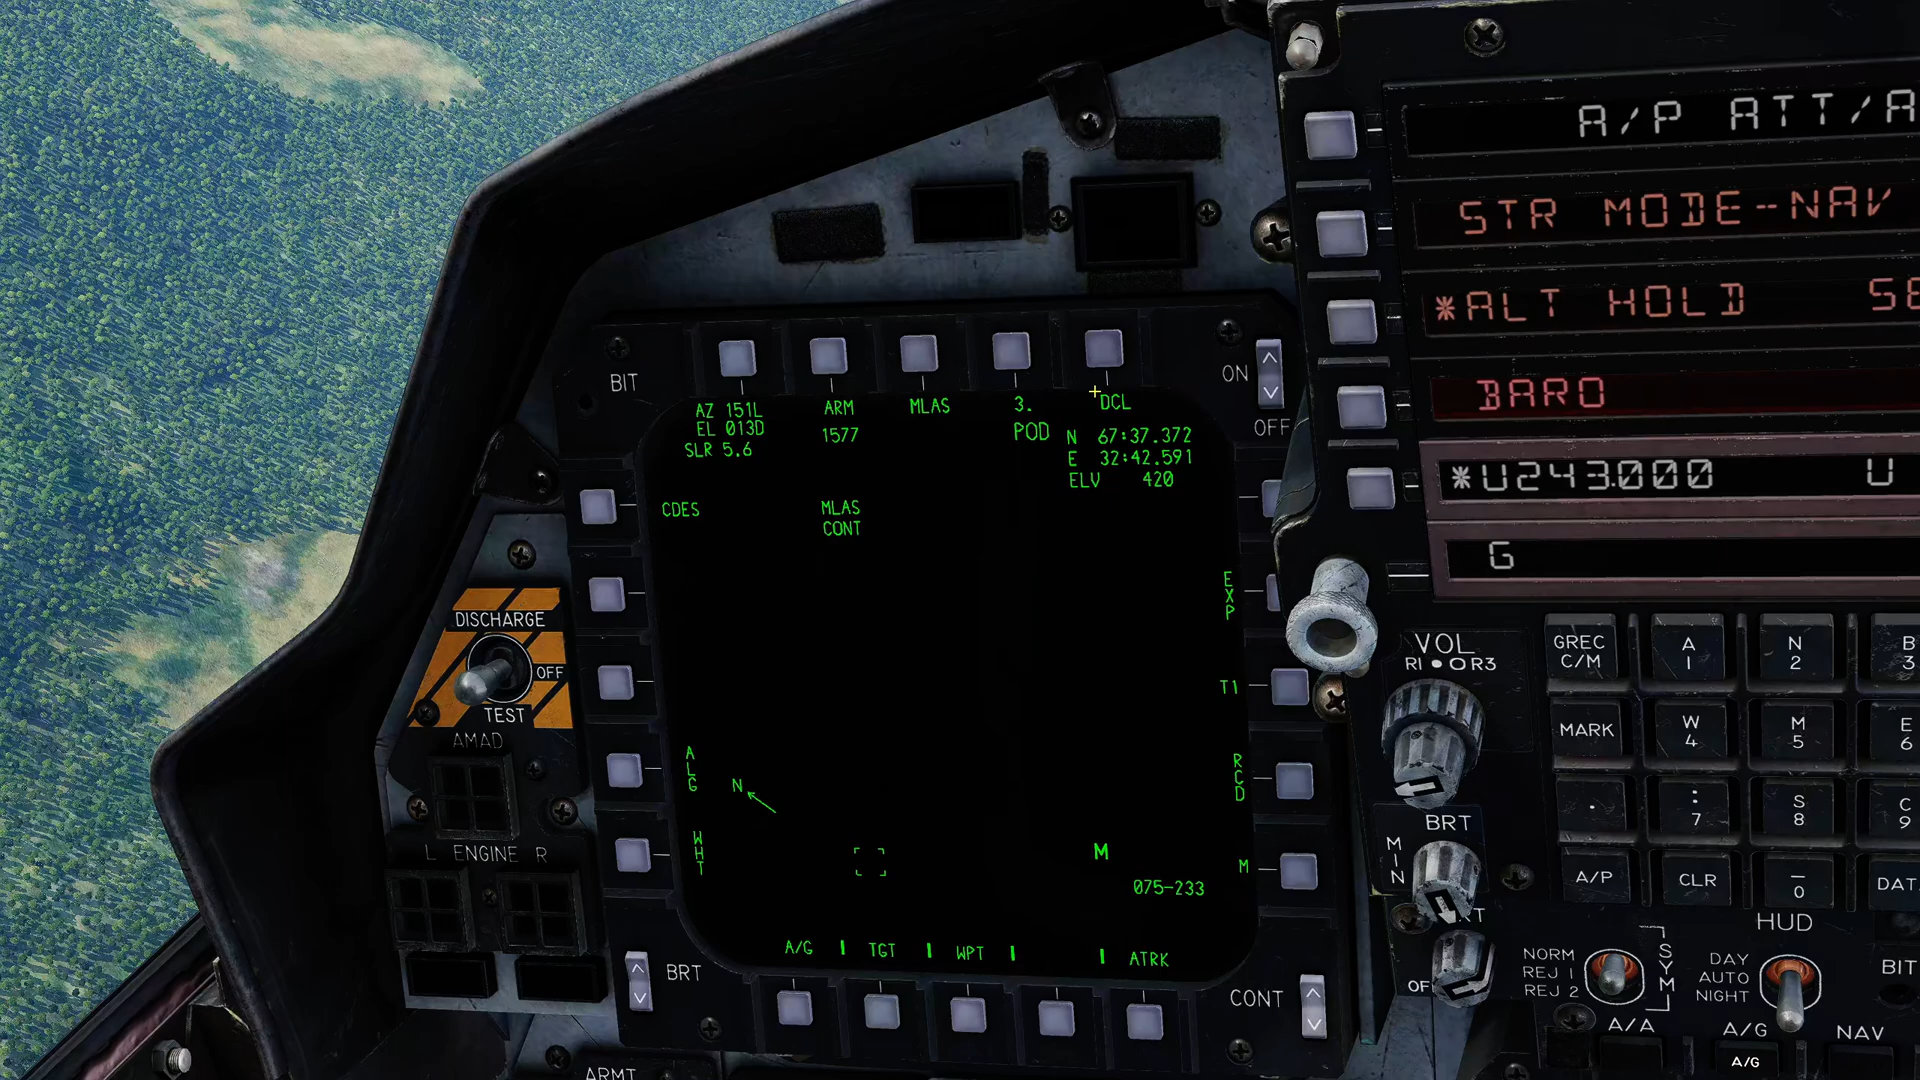 A/P ATT/A
STR MODE-NAV
*ALT HOLD SE
BARO
*U243.000 U
G
BIT
ON
OFF
AZ 151L
EL 013D
SLR 5.6
ARM
1577
MLAS
3.
POD
DCL
N 67:37.372
E 32:42.591
ELV 420
CDES
MLAS
CONT
EXP
T1
RCD
M
ALG
N
WHT
M
075-233
A/G
TGT
WPT
ATRK
BRT
CONT
DISCHARGE
OFF
TEST
AMAD
L ENGINE R
ARMT
VOL
R1 ● O R3
BRT
MIN
GREC
C/M
A
1
N
2
B
3
MARK
W
4
M
5
E
6
.
:
7
S
8
C
9
A/P
CLR
—
0
DAT
HUD
NORM
REJ 1
REJ 2
SYM
DAY
AUTO
NIGHT
BIT
A/A
A/G
NAV
A/G